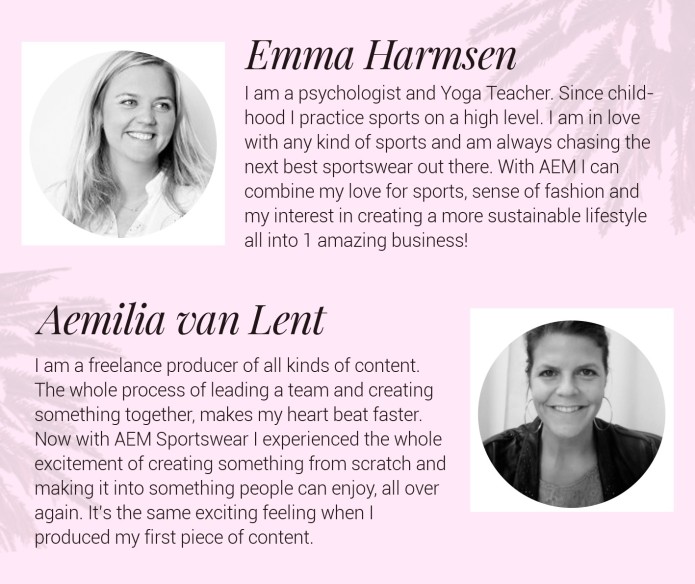 Emma Harmsen
I am a psychologist and Yoga Teacher. Since child-
hood I practice sports on a high level. I am in love
with any kind of sports and am always chasing the
next best sportswear out there. With AEM I can
combine my love for sports, sense of fashion and
my interest in creating a more sustainable lifestyle
all into 1 amazing business!
Aemilia van Lent
I am a freelance producer of all kinds of content.
The whole process of leading a team and creating
something together, makes my heart beat faster.
Now with AEM Sportswear I experienced the whole
excitement of creating something from scratch and
making it into something people can enjoy, all over
again. It's the same exciting feeling when I
produced my first piece of content.